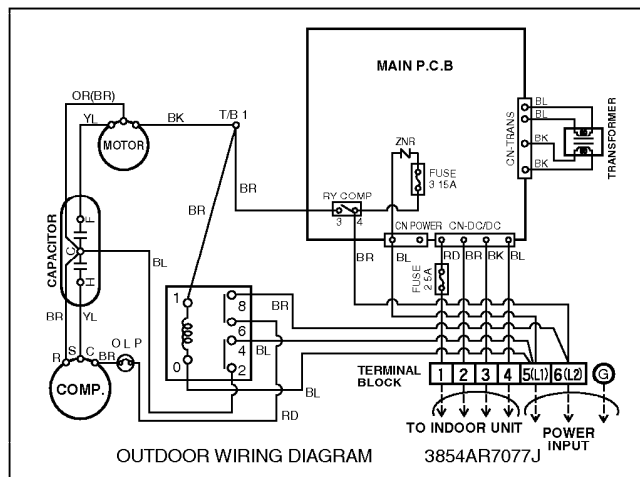 MAIN P.C.B
OR(BR)
YL
BK
T/B 1
MOTOR
BL
BL
BK
BK
CN-TRANS
TRANSFORMER
ZNR
FUSE
3 15A
RY COMP
3 4
BR
BR
CN POWER
CN-DC/DC
CAPACITOR
F
C
H
BL
BR
BL
RD
BR
BK
BL
FUSE
2 5A
BR
YL
OLP
R
S
C
BR
COMP.
1
0
8
6
4
2
BR
BL
BL
RD
TERMINAL
BLOCK
1 2 3 4 5(L1) 6(L2) G
TO INDOOR UNIT
POWER
INPUT
OUTDOOR WIRING DIAGRAM 3854AR7077J